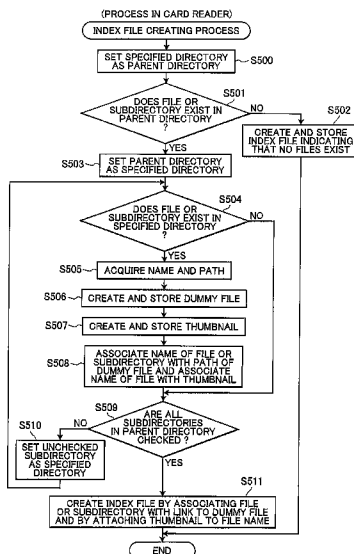 (PROCESS IN CARD READER)
INDEX FILE CREATING PROCESS
SET SPECIFIED DIRECTORY
AS PARENT DIRECTORY
S500
DOES FILE OR
SUBDIRECTORY EXIST IN
PARENT DIRECTORY
?
S501
NO
YES
S502
CREATE AND STORE
INDEX FILE INDICATING
THAT NO FILES EXIST
S503
SET PARENT DIRECTORY
AS SPECIFIED DIRECTORY
DOES FILE OR
SUBDIRECTORY EXIST IN
SPECIFIED DIRECTORY
?
S504
NO
YES
S505
ACQUIRE NAME AND PATH
S506
CREATE AND STORE DUMMY FILE
S507
CREATE AND STORE THUMBNAIL
S508
ASSOCIATE NAME OF FILE OR
SUBDIRECTORY WITH PATH OF
DUMMY FILE AND ASSOCIATE
NAME OF FILE WITH THUMBNAIL
S509
ARE ALL
SUBDIRECTORIES
IN PARENT DIRECTORY
CHECKED ?
NO
YES
S510
SET UNCHECKED
SUBDIRECTORY
AS SPECIFIED
DIRECTORY
S511
CREATE INDEX FILE BY ASSOCIATING FILE
OR SUBDIRECTORY WITH LINK TO DUMMY FILE
AND BY ATTACHING THUMBNAIL TO FILE NAME
END